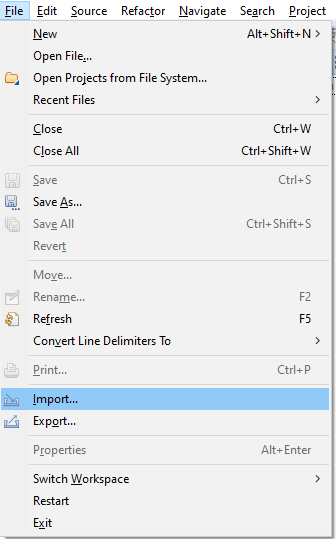 File Edit Source Refactor Navigate Search Project
New Alt+Shift+N >
Open File...
Open Projects from File System...
Recent Files >
Close Ctrl+W
Close All Ctrl+Shift+W
Save Ctrl+S
Save As...
Save All Ctrl+Shift+S
Revert
Move...
Rename... F2
Refresh F5
Convert Line Delimiters To >
Print... Ctrl+P
Import...
Export...
Properties Alt+Enter
Switch Workspace >
Restart
Exit